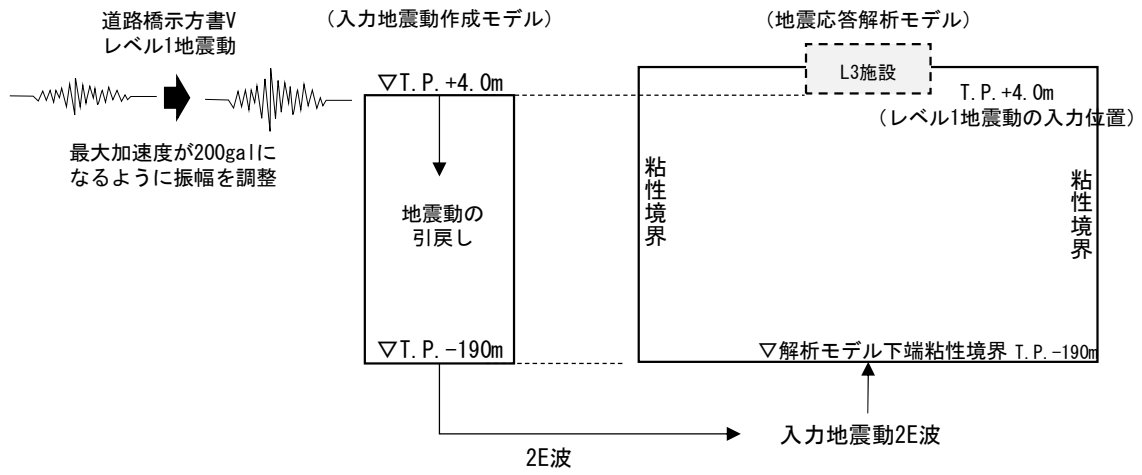 道路橋示方書V
レベル1地震動
最大加速度が200galに
なるように振幅を調整
(入力地震動作成モデル)
▽T.P.+4.0m
地震動の
引戻し
▽T.P.-190m
2E波
(地震応答解析モデル)
L3施設
T.P.+4.0m
(レベル1地震動の入力位置)
粘性境界
粘性境界
▽解析モデル下端粘性境界 T.P.-190m
入力地震動2E波